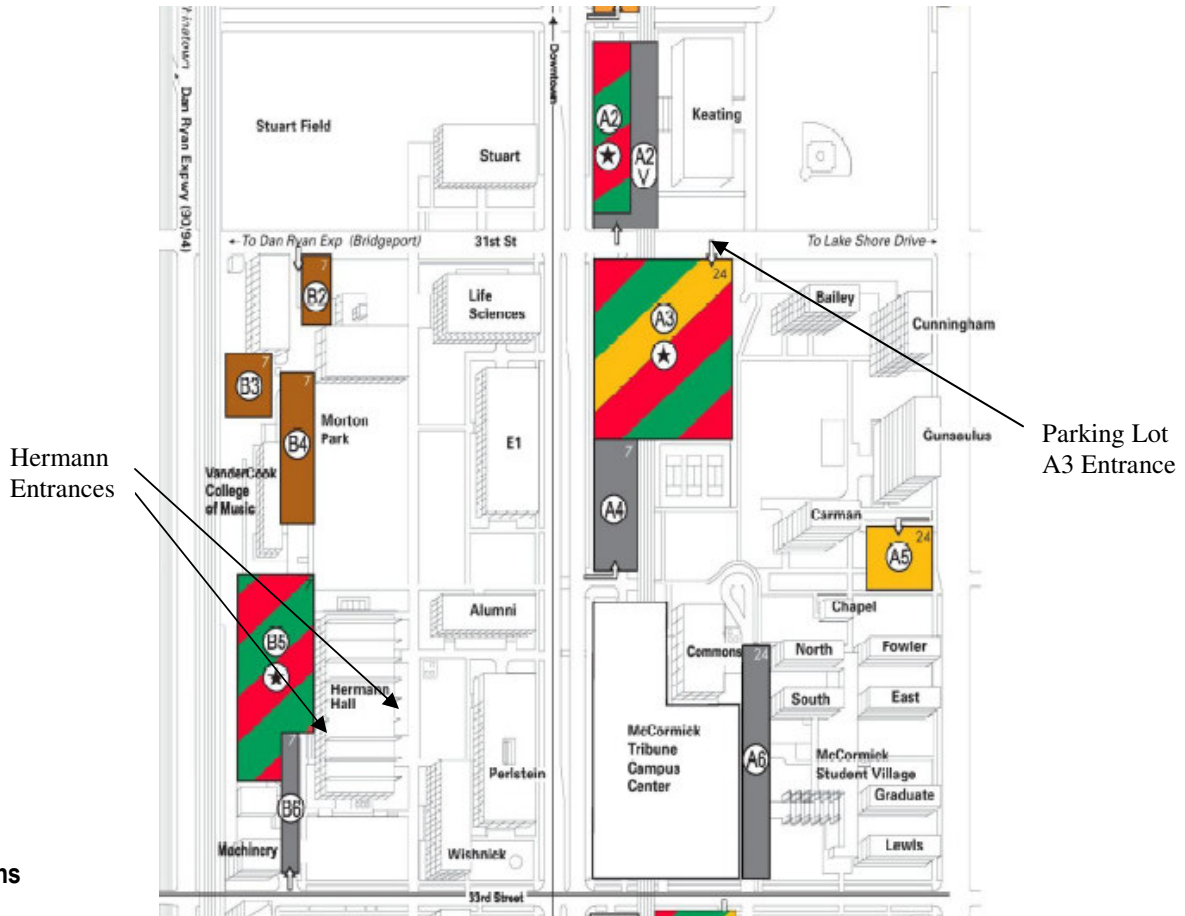 Chinatown
Dan Ryan Expwy (90/94)
Downtown
Stuart Field
Stuart
A2
A2
V
Keating
←To Dan Ryan Exp (Bridgeport)
31st St
To Lake Shore Drive→
7
B2
Life
Sciences
24
A3
Bailey
Cunningham
7
B3
7
B4
Morton
Park
E1
VanderCook
College
of Music
7
A4
Gunsaulus
Parking Lot
A3 Entrance
Hermann
Entrances
Carman
24
A5
Chapel
B5
Alumni
Commons
24
North
Fowler
Hermann
Hall
South
East
McCormick
Tribune
Campus
Center
A6
McCormick
Student Village
7
B6
Perlstein
Graduate
Machinery
Wishnick
Lewis
ns
33rd Street